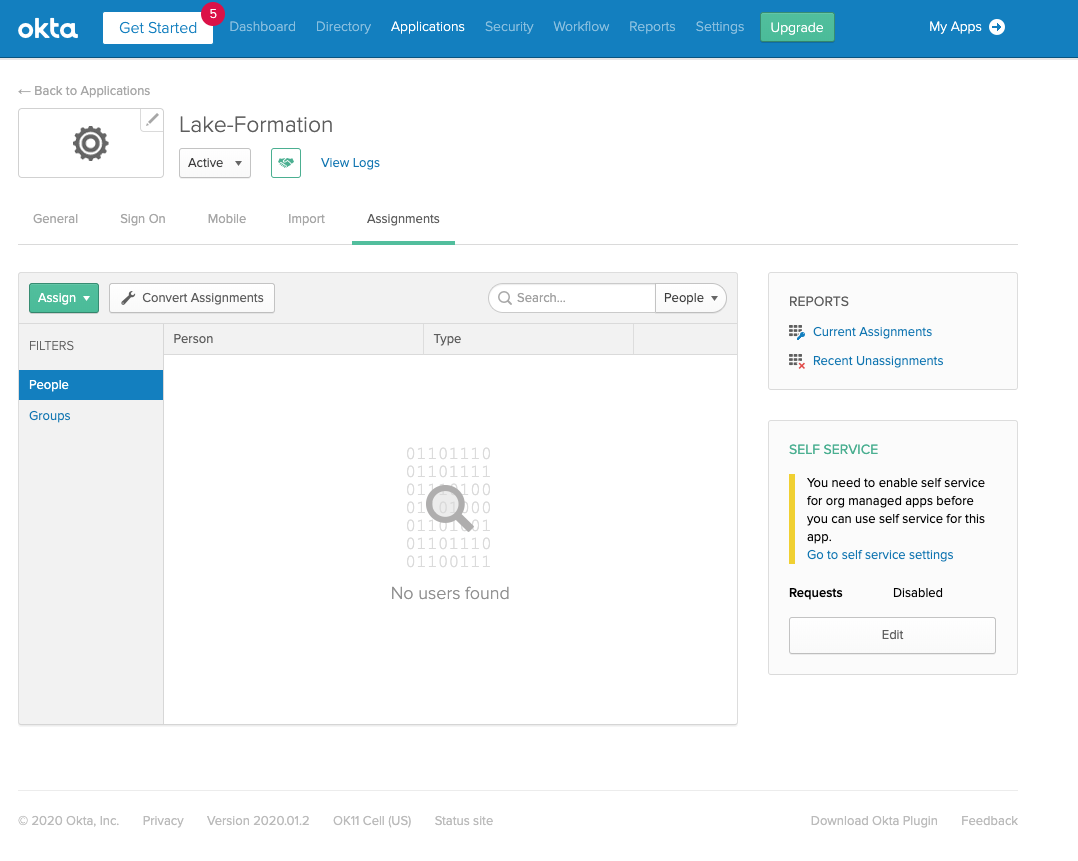 okta Get Started 5 Dashboard Directory Applications Security Workflow Reports Settings Upgrade My Apps
← Back to Applications
Lake-Formation
Active View Logs
General Sign On Mobile Import Assignments
Assign Convert Assignments Search... People
FILTERS
People
Groups
Person Type
01101110
01101111
01110100
01101001
01101110
01100111
No users found
REPORTS
Current Assignments
Recent Unassignments
SELF SERVICE
You need to enable self service
for org managed apps before
you can use self service for this
app.
Go to self service settings
Requests Disabled
Edit
© 2020 Okta, Inc. Privacy Version 2020.01.2 OK11 Cell (US) Status site Download Okta Plugin Feedback